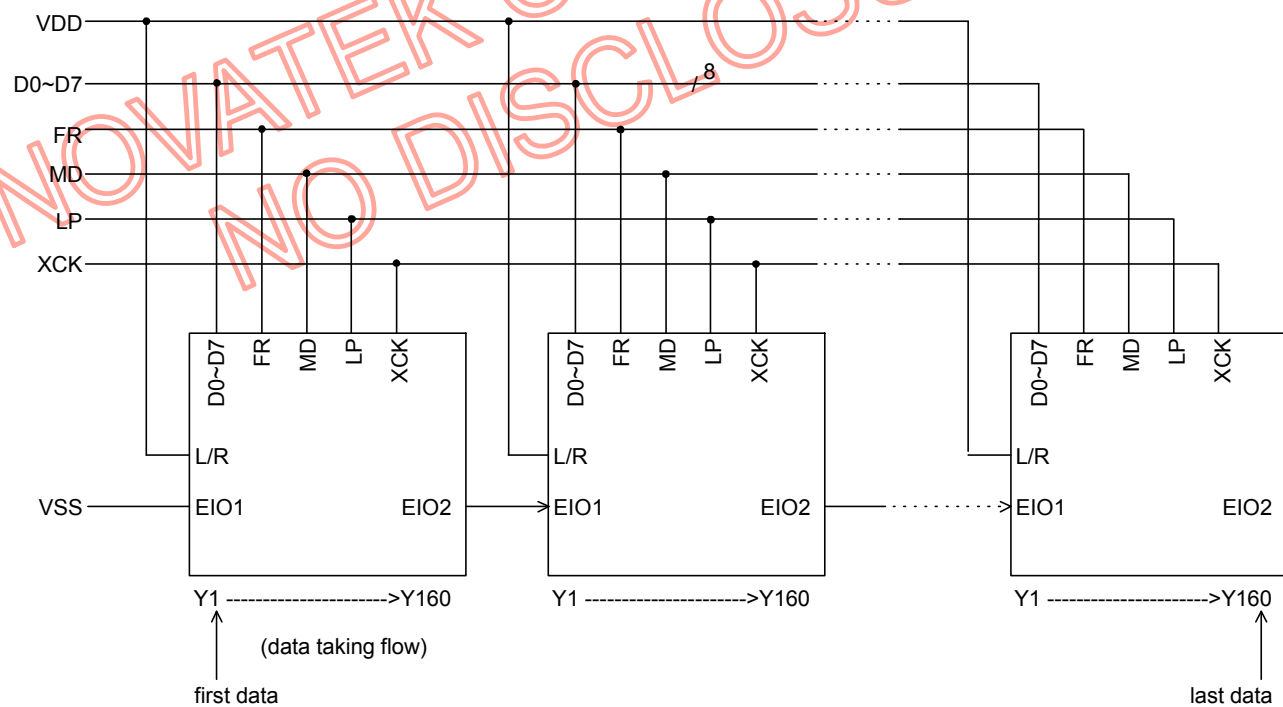 NOVATEK
NO DISCLOS
VDD
D0~D7
8
FR
MD
LP
XCK
D0~D7 FR MD LP XCK
D0~D7 FR MD LP XCK
D0~D7 FR MD LP XCK
L/R
L/R
L/R
VSS
EIO1 EIO2
EIO1 EIO2
EIO1 EIO2
Y1 ---------------------->Y160
Y1 ---------------------->Y160
Y1 ---------------------->Y160
(data taking flow)
first data
last data